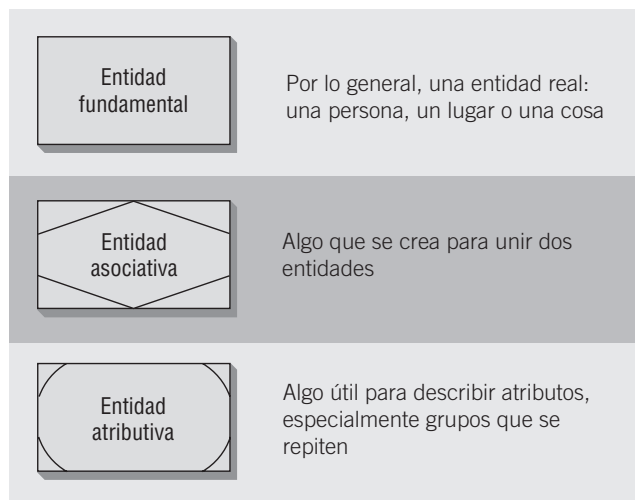 Entidad
fundamental
Por lo general, una entidad real:
una persona, un lugar o una cosa
Entidad
asociativa
Algo que se crea para unir dos
entidades
Entidad
atributiva
Algo útil para describir atributos,
especialmente grupos que se
repiten